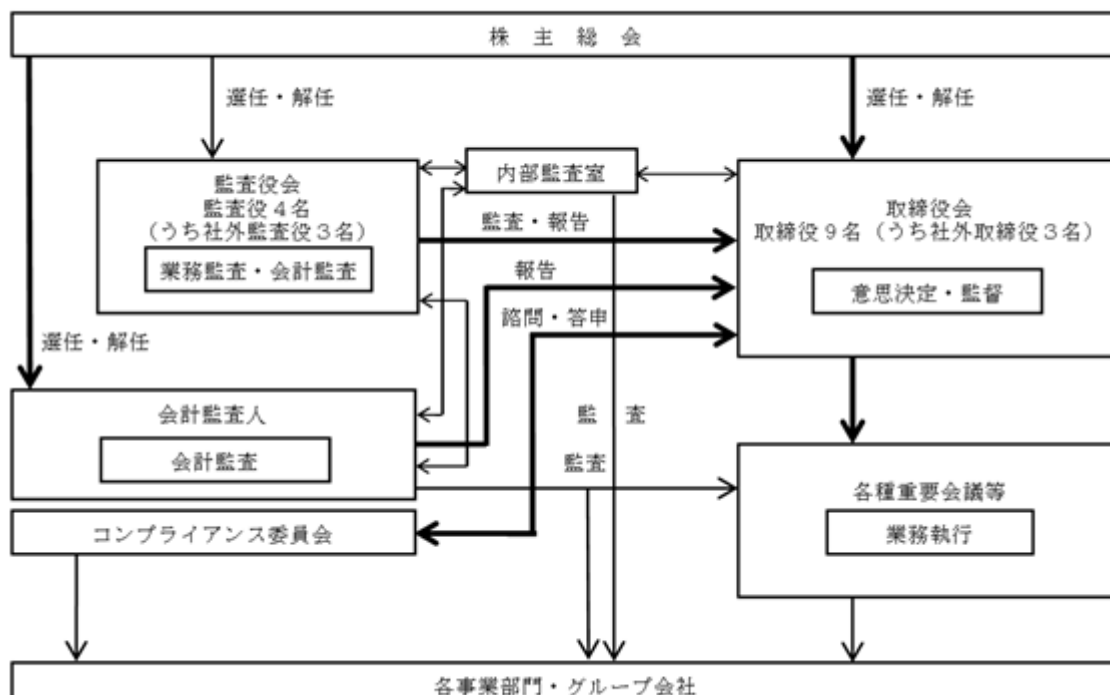 株主総会
選任・解任
選任・解任
監査役会
監査役4名
(うち社外監査役3名)
業務監査・会計監査
内部監査室
取締役会
取締役9名(うち社外取締役3名)
意思決定・監督
監査・報告
報告
諮問・答申
選任・解任
会計監査人
会計監査
監査
監査
各種重要会議等
業務執行
コンプライアンス委員会
各事業部門・グループ会社